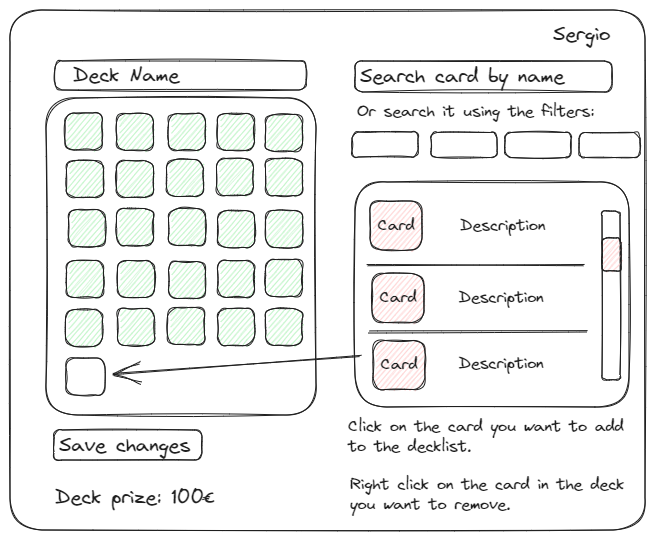 Sergio
Deck Name
Search card by name
Or search it using the filters:
Card
Description
Card
Description
Card
Description
Click on the card you want to add
to the decklist.
Save changes
Right click on the card in the deck
you want to remove.
Deck prize: 100€